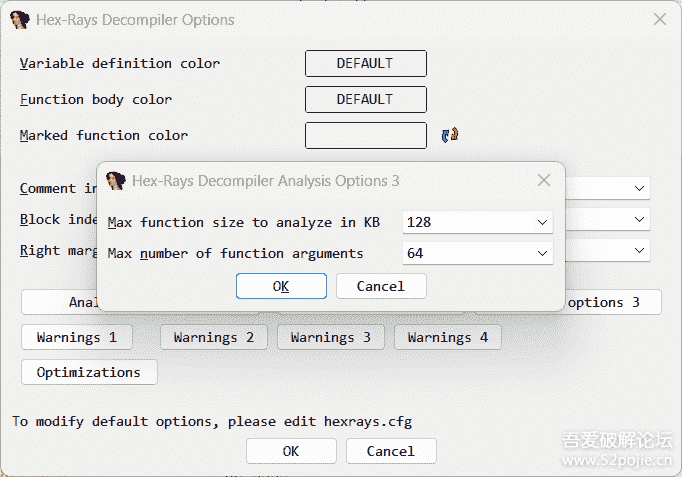 Hex-Rays Decompiler Options
Variable definition color DEFAULT
Function body color DEFAULT
Marked function color
Hex-Rays Decompiler Analysis Options 3
Comment in
Max function size to analyze in KB 128
Block inde
Max number of function arguments 64
Right marg
OK Cancel
Anal options 3
Warnings 1 Warnings 2 Warnings 3 Warnings 4
Optimizations
To modify default options, please edit hexrays.cfg
OK Cancel
吾爱破解论坛
www.52pojie.cn